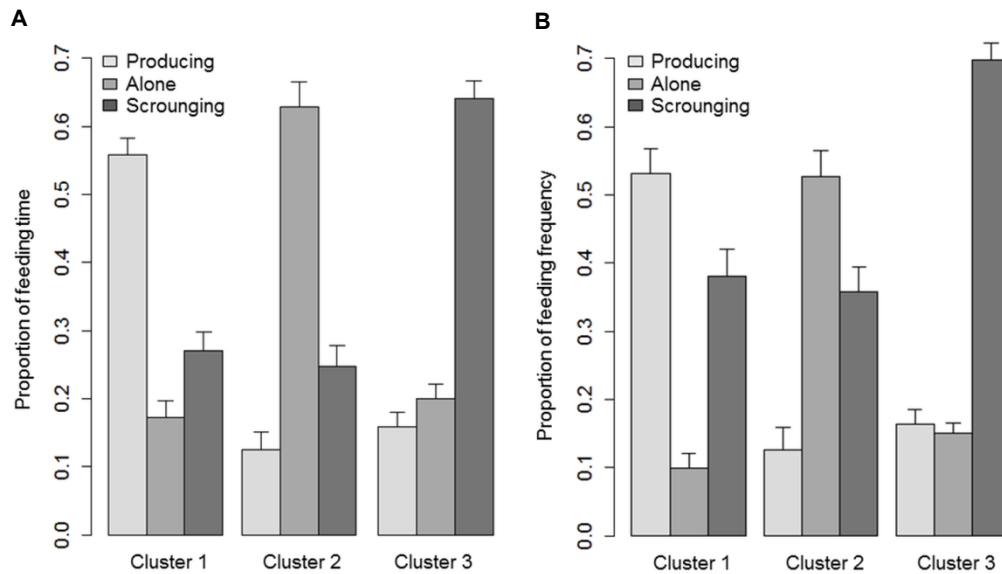 A
Proportion of feeding time
0.7
0.6
0.5
0.4
0.3
0.2
0.1
0.0
Producing
Alone
Scrounging
Cluster 1
Cluster 2
Cluster 3
B
Proportion of feeding frequency
0.7
0.6
0.5
0.4
0.3
0.2
0.1
0.0
Producing
Alone
Scrounging
Cluster 1
Cluster 2
Cluster 3